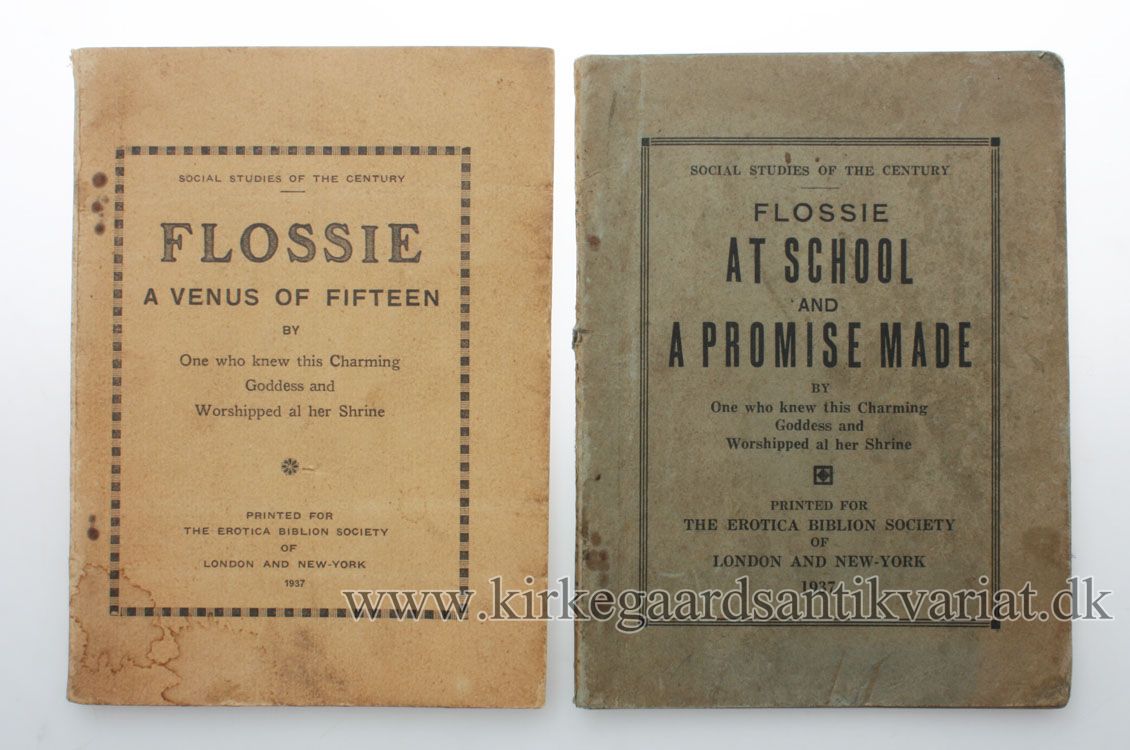 SOCIAL STUDIES OF THE CENTURY
FLOSSIE
A VENUS OF FIFTEEN
BY
One who knew this Charming
Goddess and
Worshipped al her Shrine
PRINTED FOR
THE EROTICA BIBLION SOCIETY
OF
LONDON AND NEW-YORK
1937
SOCIAL STUDIES OF THE CENTURY
FLOSSIE
AT SCHOOL
AND
A PROMISE MADE
BY
One who knew this Charming
Goddess and
Worshipped al her Shrine
PRINTED FOR
THE EROTICA BIBLION SOCIETY
OF
LONDON AND NEW-YORK
1937
www.kirkegaardsantikvariat.dk